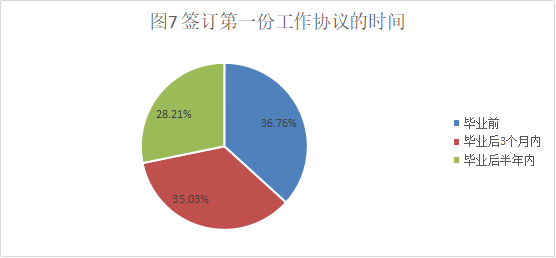 图7 签订第一份工作协议的时间
28.21%
36.76%
35.03%
毕业前
毕业后3个月内
毕业后半年内